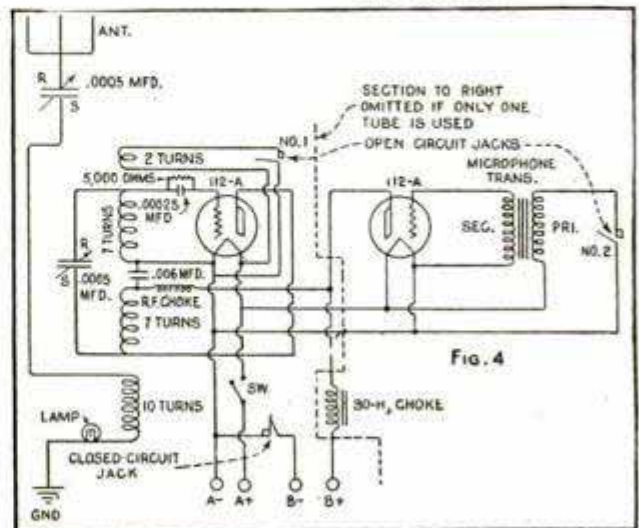 ANT.
R
.0005 MFD.
S
SECTION TO RIGHT
OMITTED IF ONLY ONE
TUBE IS USED
NO.1
OPEN CIRCUIT JACKS
MICROPHONE
TRANS.
2 TURNS
5,000 OHMS
112-A
112-A
.00025
MFD
7 TURNS
SEC.
PRI.
NO.2
R
S
.0005
MFD.
.006 MFD.
R.F. CHOKE
7 TURNS
FIG. 4
SW.
30-H, CHOKE
10 TURNS
LAMP
CLOSED CIRCUIT
JACK
A- A+ B- B+
GND